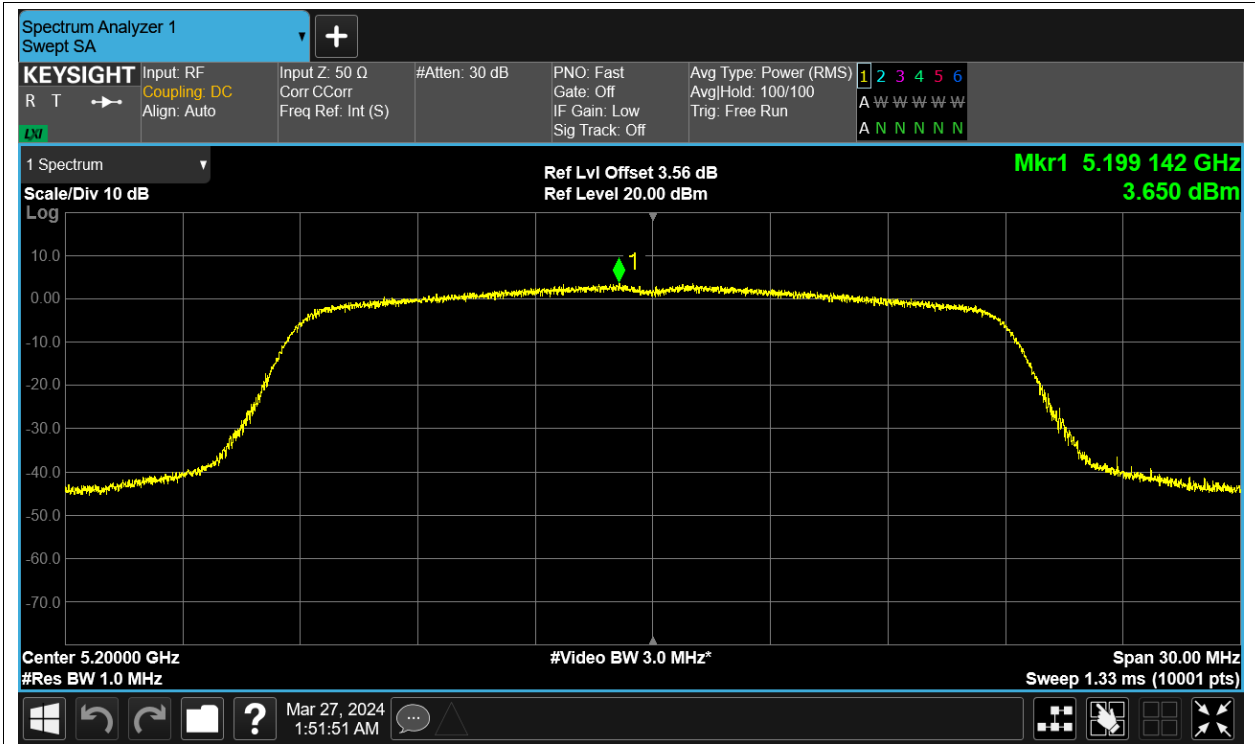 Spectrum Analyzer 1
Swept SA
KEYSIGHT
R T
LXI
Input: RF
Coupling: DC
Align: Auto
Input Z: 50 Ω
Corr CCorr
Freq Ref: Int (S)
#Atten: 30 dB
PNO: Fast
Gate: Off
IF Gain: Low
Sig Track: Off
Avg Type: Power (RMS)
Avg|Hold: 100/100
Trig: Free Run
1 2 3 4 5 6
A W W W W W
A N N N N N
1 Spectrum
Scale/Div 10 dB
Log
Ref Lvl Offset 3.56 dB
Ref Level 20.00 dBm
Mkr1 5.199 142 GHz
3.650 dBm
1
10.0
0.00
-10.0
-20.0
-30.0
-40.0
-50.0
-60.0
-70.0
Center 5.20000 GHz
#Res BW 1.0 MHz
#Video BW 3.0 MHz*
Span 30.00 MHz
Sweep 1.33 ms (10001 pts)
?
Mar 27, 2024
1:51:51 AM